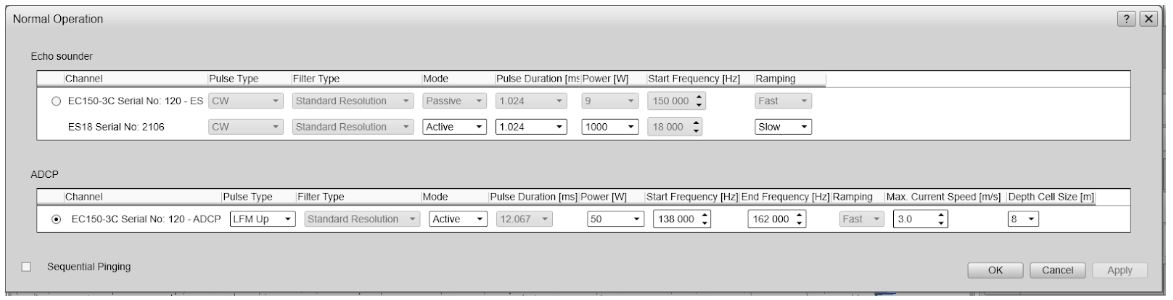 Normal Operation ? X
Echo sounder
Channel Pulse Type Filter Type Mode Pulse Duration [ms Power [W] Start Frequency [Hz] Ramping
EC150-3C Serial No: 120 - ES CW Standard Resolution Passive 1.024 9 150 000 Fast
ES18 Serial No: 2106 CW Standard Resolution Active 1.024 1000 18 000 Slow
ADCP
Channel Pulse Type Filter Type Mode Pulse Duration [ms] Power [W] Start Frequency [Hz] End Frequency [Hz] Ramping Max. Current Speed [m/s] Depth Cell Size [m]
EC150-3C Serial No: 120 - ADCP LFM Up Standard Resolution Active 12.067 50 138 000 162 000 Fast 3.0 8
Sequential Pinging
OK Cancel Apply